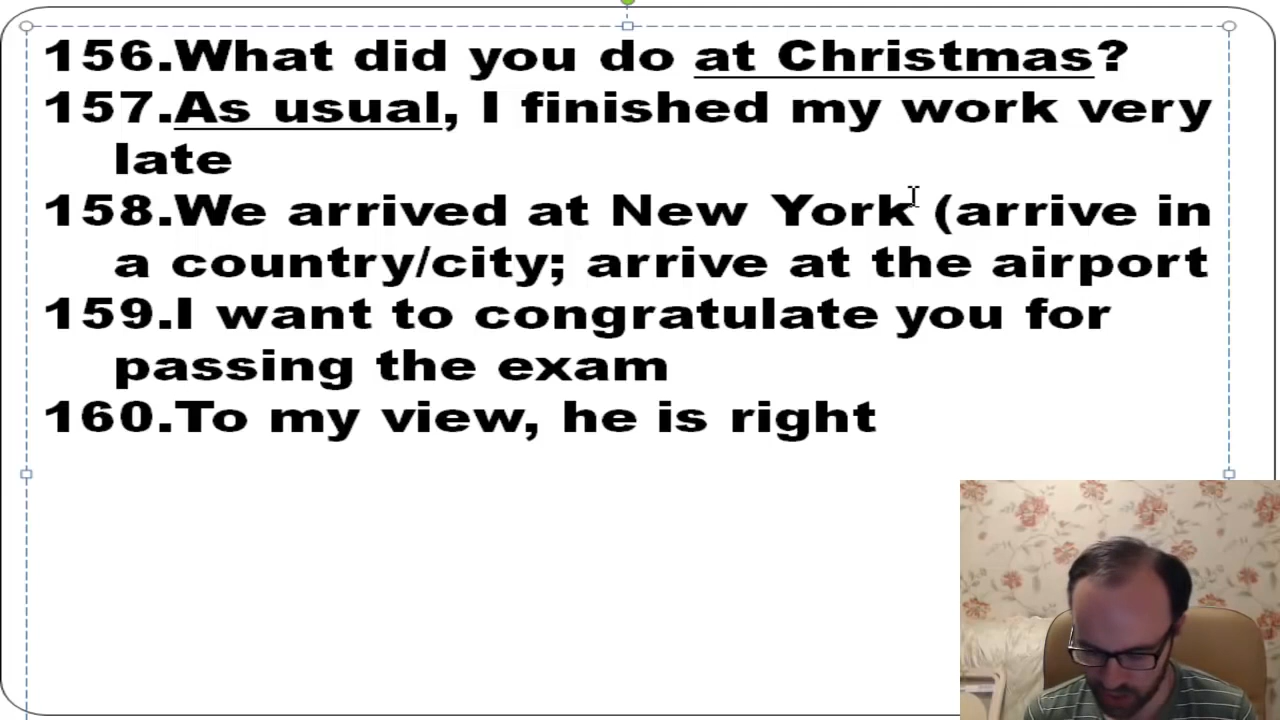 156.What did you do at Christmas?
157.As usual, I finished my work very
late
158.We arrived at New York (arrive in
a country/city; arrive at the airport
159.I want to congratulate you for
passing the exam
160.To my view, he is right